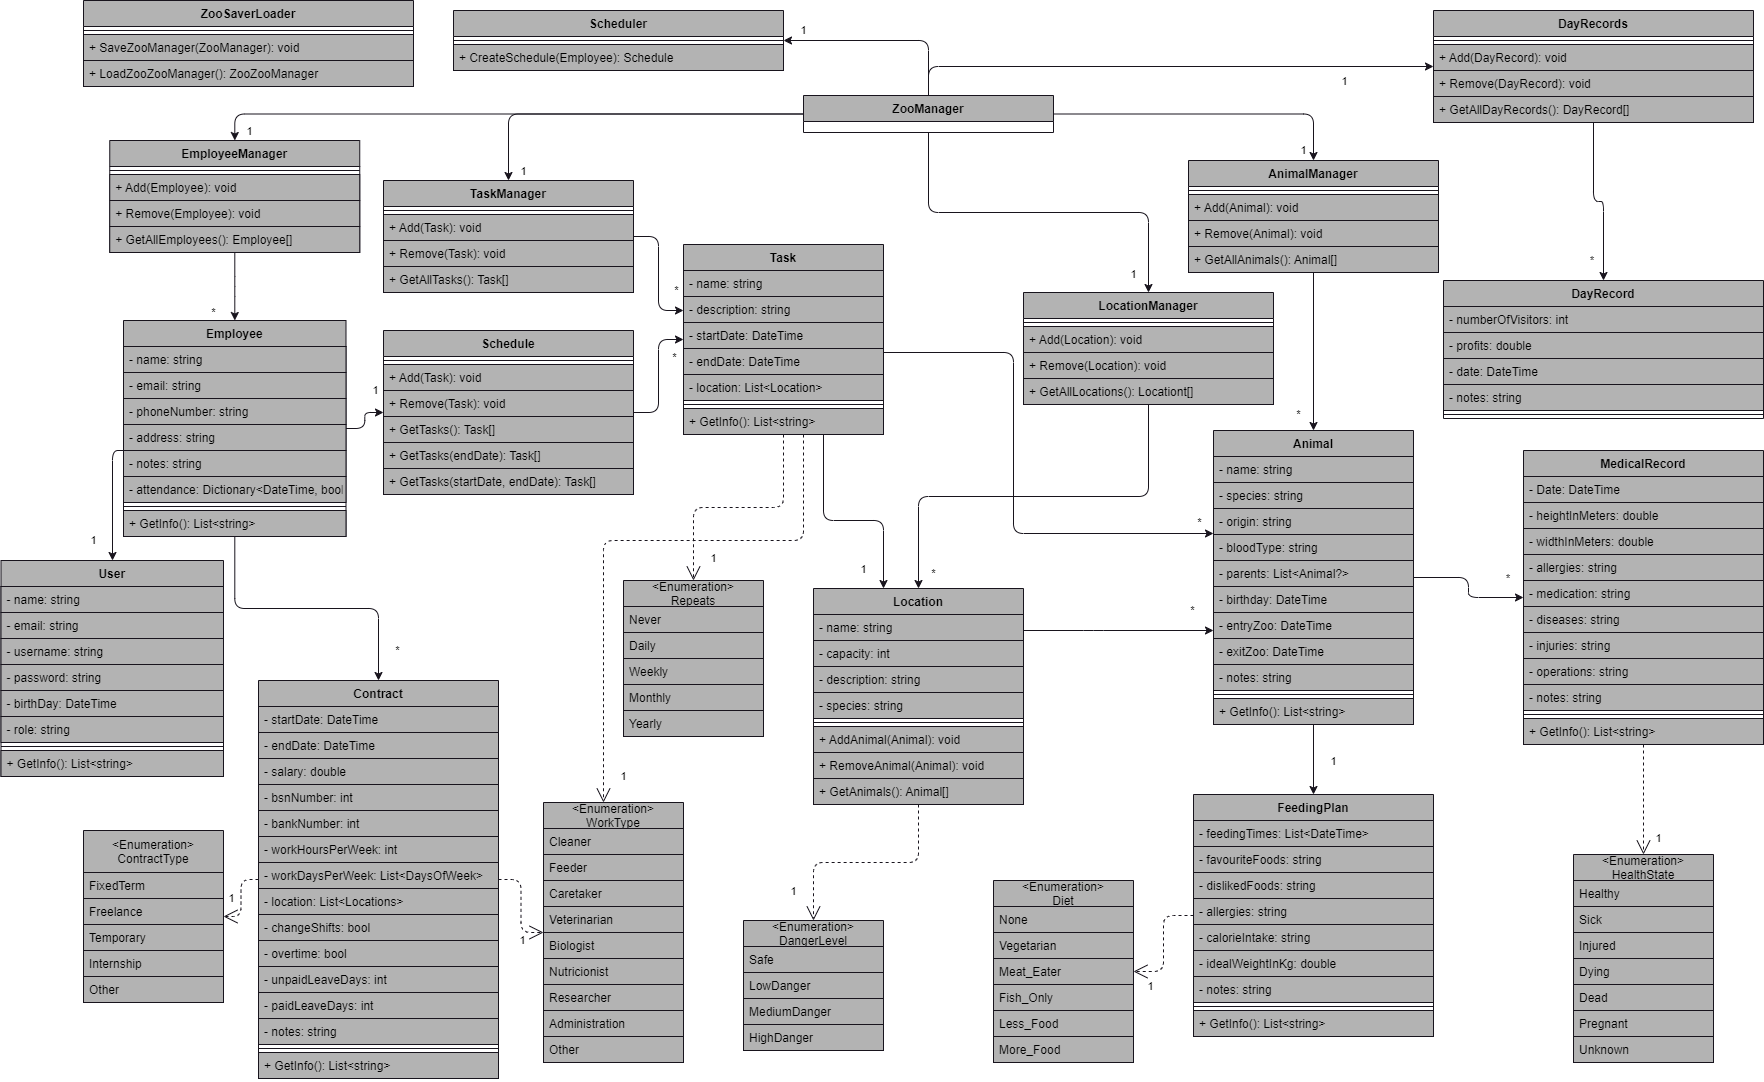 ZooSaverLoader
+ SaveZooManager(ZooManager): void
+ LoadZooZooManager(): ZooZooManager
Scheduler
+ CreateSchedule(Employee): Schedule
1
DayRecords
+ Add(DayRecord): void
+ Remove(DayRecord): void
+ GetAllDayRecords(): DayRecord[]
1
ZooManager
EmployeeManager
+ Add(Employee): void
+ Remove(Employee): void
+ GetAllEmployees(): Employee[]
1
TaskManager
+ Add(Task): void
+ Remove(Task): void
+ GetAllTasks(): Task[]
1
AnimalManager
+ Add(Animal): void
+ Remove(Animal): void
+ GetAllAnimals(): Animal[]
1
Task
- name: string
- description: string
- startDate: DateTime
- endDate: DateTime
- location: List<Location>
+ GetInfo(): List<string>
*
*
LocationManager
+ Add(Location): void
+ Remove(Location): void
+ GetAllLocations(): Locationt[]
1
DayRecord
- numberOfVisitors: int
- profits: double
- date: DateTime
- notes: string
*
Employee
- name: string
- email: string
- phoneNumber: string
- address: string
- notes: string
- attendance: Dictionary<DateTime, bool
+ GetInfo(): List<string>
*
Schedule
+ Add(Task): void
+ Remove(Task): void
+ GetTasks(): Task[]
+ GetTasks(endDate): Task[]
+ GetTasks(startDate, endDate): Task[]
1
Animal
- name: string
- species: string
- origin: string
- bloodType: string
- parents: List<Animal?>
- birthday: DateTime
- entryZoo: DateTime
- exitZoo: DateTime
- notes: string
+ GetInfo(): List<string>
*
*
*
MedicalRecord
- Date: DateTime
- heightInMeters: double
- widthInMeters: double
- allergies: string
- medication: string
- diseases: string
- injuries: string
- operations: string
- notes: string
+ GetInfo(): List<string>
*
User
- name: string
- email: string
- username: string
- password: string
- birthDay: DateTime
- role: string
+ GetInfo(): List<string>
1
<Enumeration>
Repeats
Never
Daily
Weekly
Monthly
Yearly
1
Location
- name: string
- capacity: int
- description: string
- species: string
+ AddAnimal(Animal): void
+ RemoveAnimal(Animal): void
+ GetAnimals(): Animal[]
1
*
Contract
- startDate: DateTime
- endDate: DateTime
- salary: double
- bsnNumber: int
- bankNumber: int
- workHoursPerWeek: int
- workDaysPerWeek: List<DaysOfWeek>
- location: List<Locations>
- changeShifts: bool
- overtime: bool
- unpaidLeaveDays: int
- paidLeaveDays: int
- notes: string
+ GetInfo(): List<string>
*
<Enumeration>
ContractType
FixedTerm
Freelance
Temporary
Internship
Other
1
<Enumeration>
WorkType
Cleaner
Feeder
Caretaker
Veterinarian
Biologist
Nutricionist
Researcher
Administration
Other
1
1
<Enumeration>
DangerLevel
Safe
LowDanger
MediumDanger
HighDanger
1
<Enumeration>
Diet
None
Vegetarian
Meat_Eater
Fish_Only
Less_Food
More_Food
1
FeedingPlan
- feedingTimes: List<DateTime>
- favouriteFoods: string
- dislikedFoods: string
- allergies: string
- calorieIntake: string
- idealWeightInKg: double
- notes: string
+ GetInfo(): List<string>
1
<Enumeration>
HealthState
Healthy
Sick
Injured
Dying
Dead
Pregnant
Unknown
1